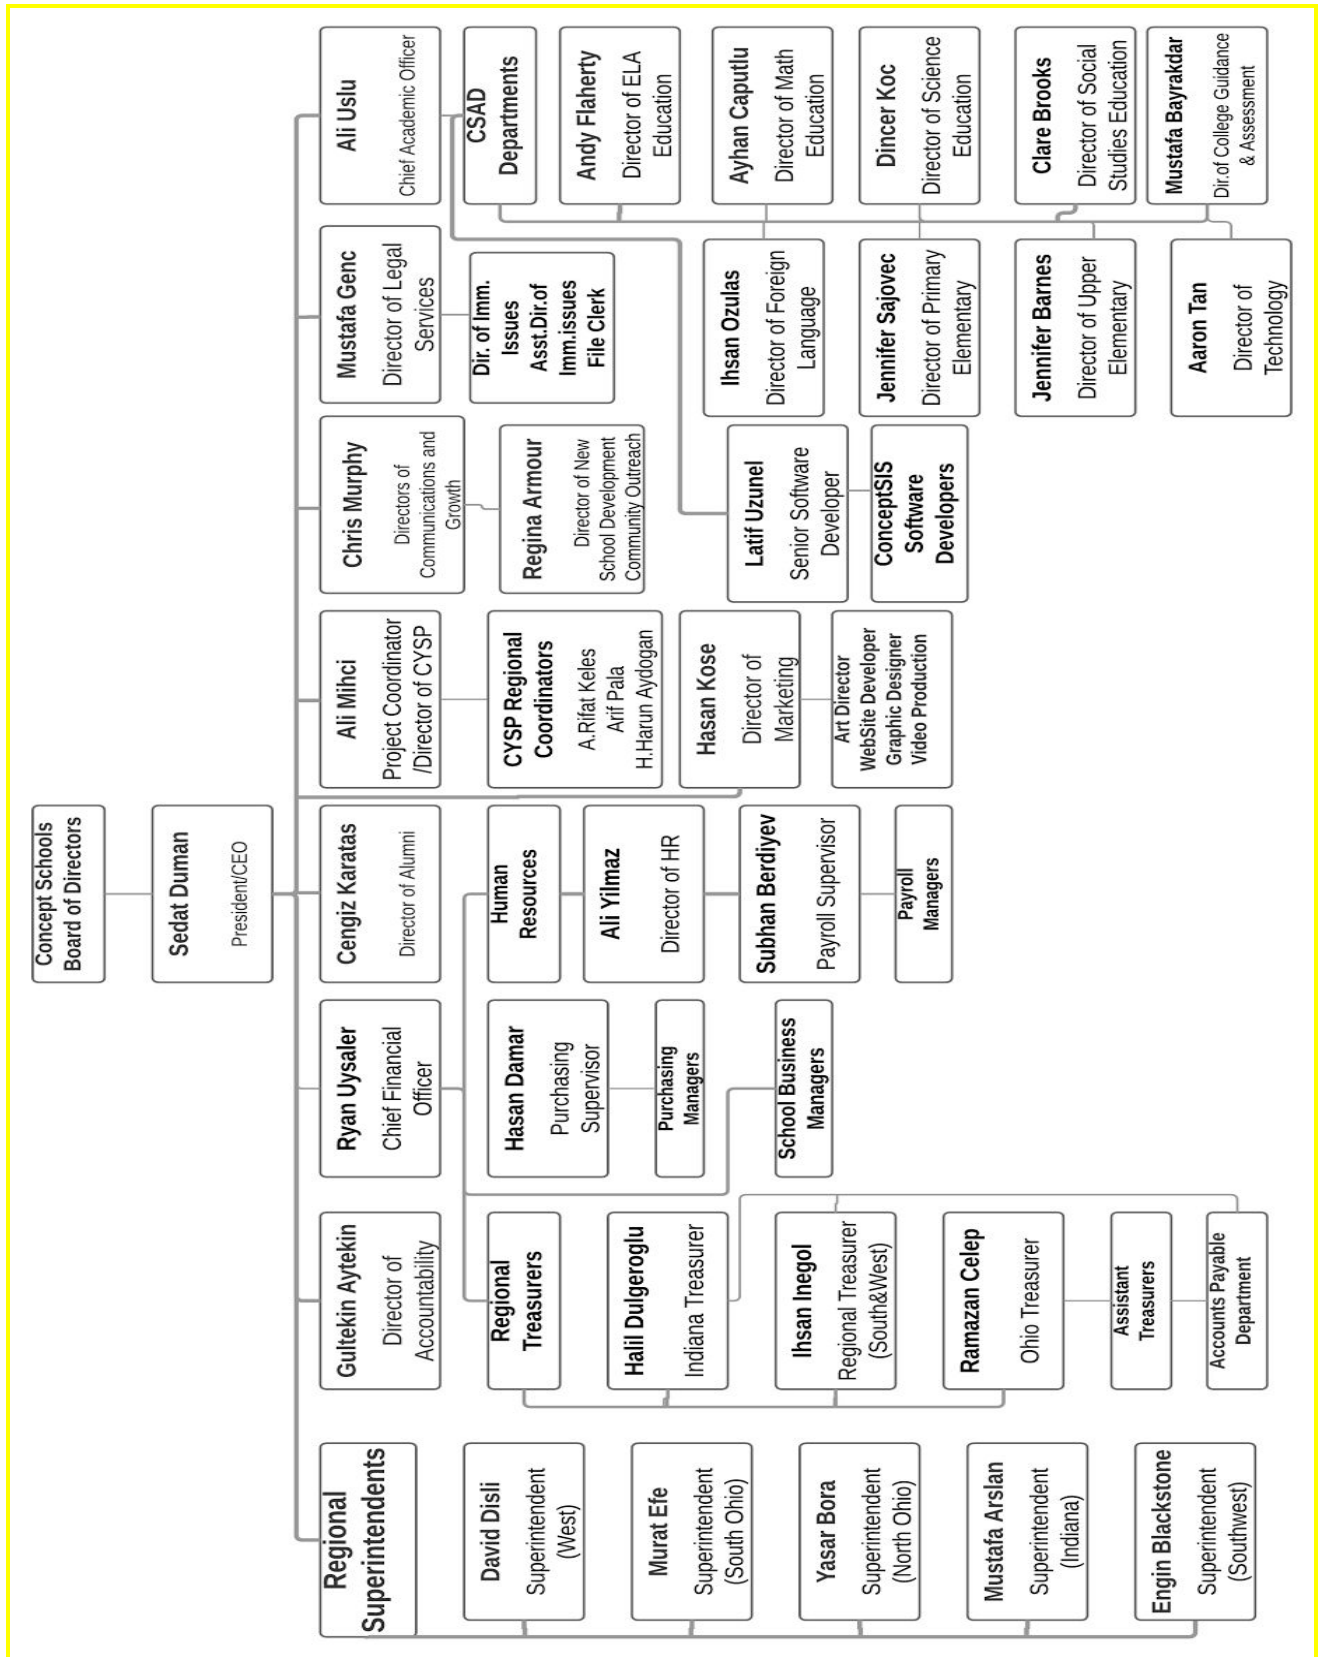 Concept Schools
Board of Directors
Sedat Duman
President/CEO
Regional
Superintendents
David Disli
Superintendent
(West)
Murat Efe
Superintendent
(South Ohio)
Yasar Bora
Superintendent
(North Ohio)
Mustafa Arslan
Superintendent
(Indiana)
Engin Blackstone
Superintendent
(Southwest)
Gultekin Aytekin
Director of
Accountability
Regional
Treasurers
Halil Dulgeroglu
Indiana Treasurer
Ihsan Inegol
Regional Treasurer
(South&West)
Ramazan Celep
Ohio Treasurer
Assistant
Treasurers
Accounts Payable
Department
Ryan Uysaler
Chief Financial
Officer
Hasan Damar
Purchasing
Supervisor
Purchasing
Managers
School Business
Managers
Cengiz Karatas
Director of Alumni
Human
Resources
Ali Yilmaz
Director of HR
Subhan Berdiyev
Payroll Supervisor
Payroll
Managers
Ali Mihci
Project Coordinator
/Director of CYSP
CYSP Regional
Coordinators
A.Rifat Keles
Arif Pala
H.Harun Aydogan
Hasan Kose
Director of
Marketing
Art Director
WebSite Developer
Graphic Designer
Video Production
Chris Murphy
Directors of
Communications and
Growth
Regina Armour
Director of New
School Development
Community Outreach
Latif Uzunel
Senior Software
Developer
ConceptSIS
Software
Developers
Mustafa Genc
Director of Legal
Services
Dir. of Imm.
Issues
Asst.Dir.of
Imm.issues
File Clerk
Ihsan Ozulas
Director of Foreign
Language
Jennifer Sajovec
Director of Primary
Elementary
Jennifer Barnes
Director of Upper
Elementary
Aaron Tan
Director of
Technology
Ali Uslu
Chief Academic Officer
CSAD
Departments
Andy Flaherty
Director of ELA
Education
Ayhan Caputlu
Director of Math
Education
Dincer Koc
Director of Science
Education
Clare Brooks
Director of Social
Studies Education
Mustafa Bayrakdar
Dir.of College Guidance
& Assessment